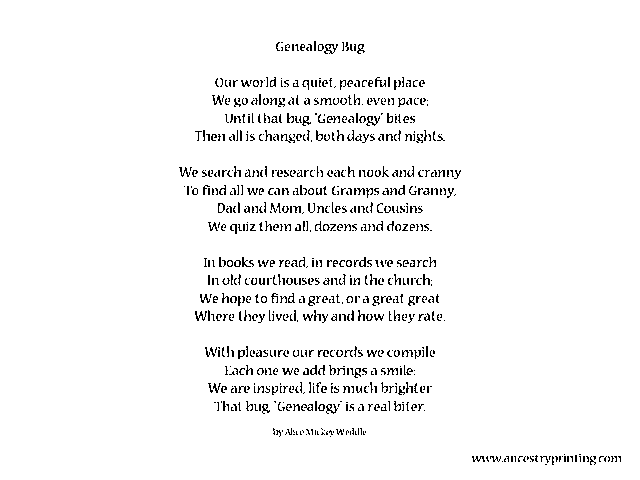 Genealogy Bug
Our world is a quiet, peaceful place
We go along at a smooth, even pace;
Until that bug, 'Genealogy' bites
Then all is changed, both days and nights.
We search and research each nook and cranny
To find all we can about Gramps and Granny,
Dad and Mom, Uncles and Cousins
We quiz them all, dozens and dozens.
In books we read, in records we search
In old courthouses and in the church;
We hope to find a great, or a great great
Where they lived, why and how they rate.
With pleasure our records we compile
Each one we add brings a smile;
We are inspired, life is much brighter
That bug, 'Genealogy' is a real biter.
by Alice Mickey Weddle
www.ancestryprinting.com